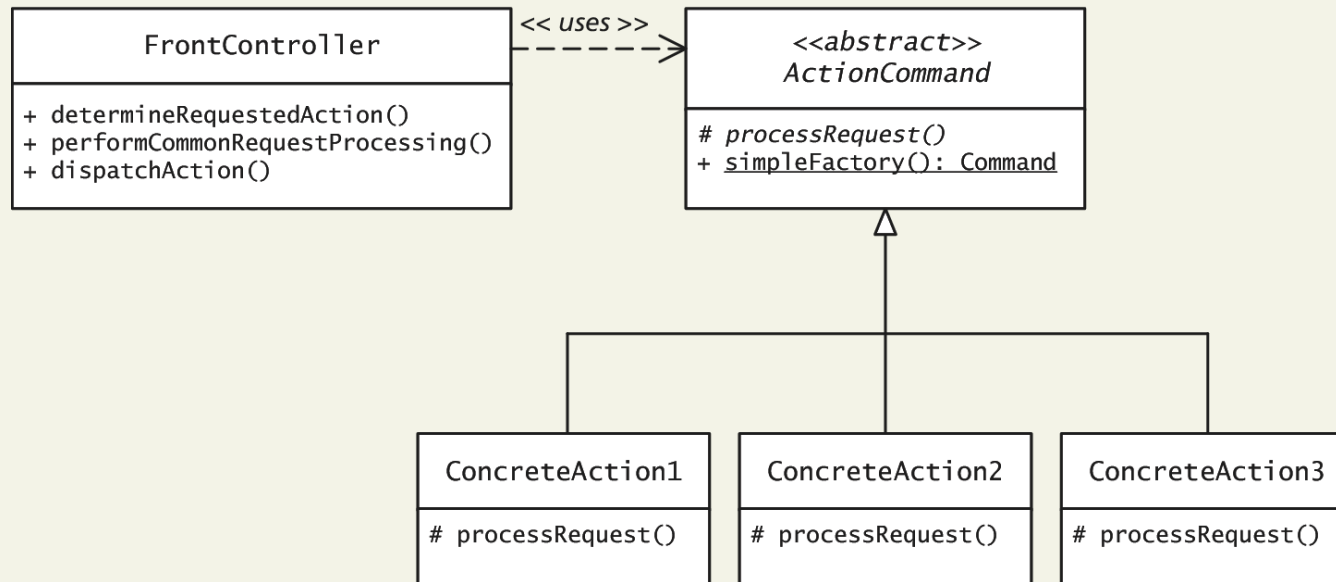 FrontController
+ determineRequestedAction()
+ performCommonRequestProcessing()
+ dispatchAction()
<< uses >>
<<abstract>>
ActionCommand
# processRequest()
+ simpleFactory(): Command
ConcreteAction1
# processRequest()
ConcreteAction2
# processRequest()
ConcreteAction3
# processRequest()